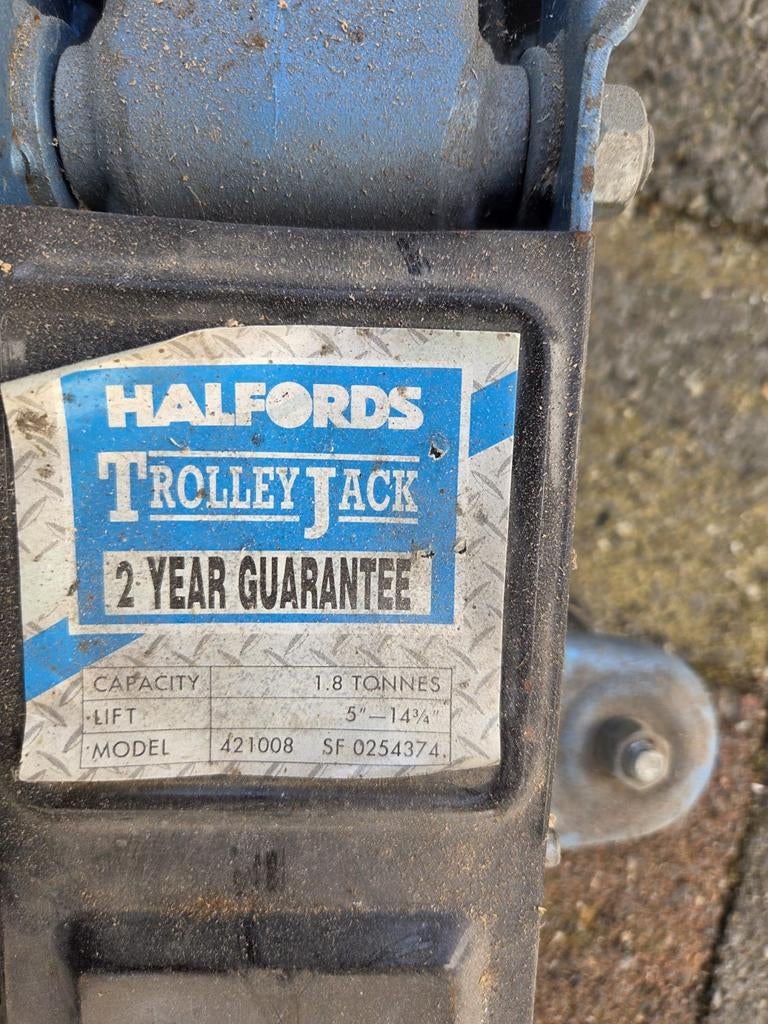 HALFORDS
TROLLEY JACK
2 YEAR GUARANTEE
CAPACITY 1.8 TONNES
LIFT 5"—14¾"
MODEL 421008 SF 0254374